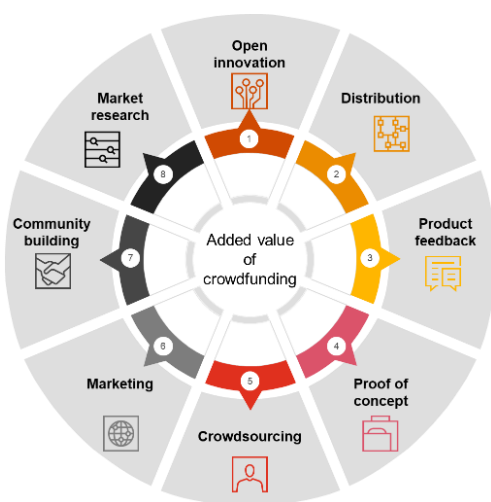 Open
innovation
1
Distribution
2
Product
feedback
3
Proof of
concept
4
Crowdsourcing
5
Marketing
6
Community
building
7
Market
research
8
Added value
of
crowdfunding